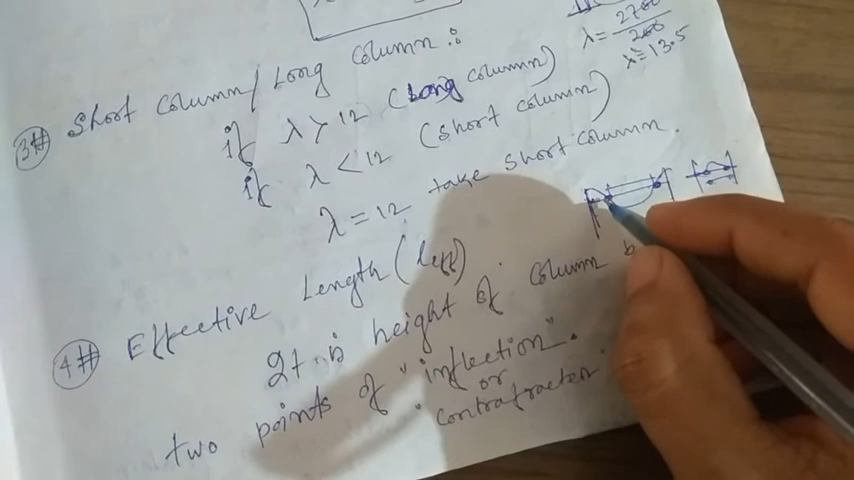 λ = 2700/200
λ = 13.5
3# Short column / Long column :-
if λ > 12 (Long column)
if λ < 12 (short column)
λ = 12 take short column.
4# Effective Length (leff) .
It is height of column b
two points of "inflection".
or
"contrafracter"